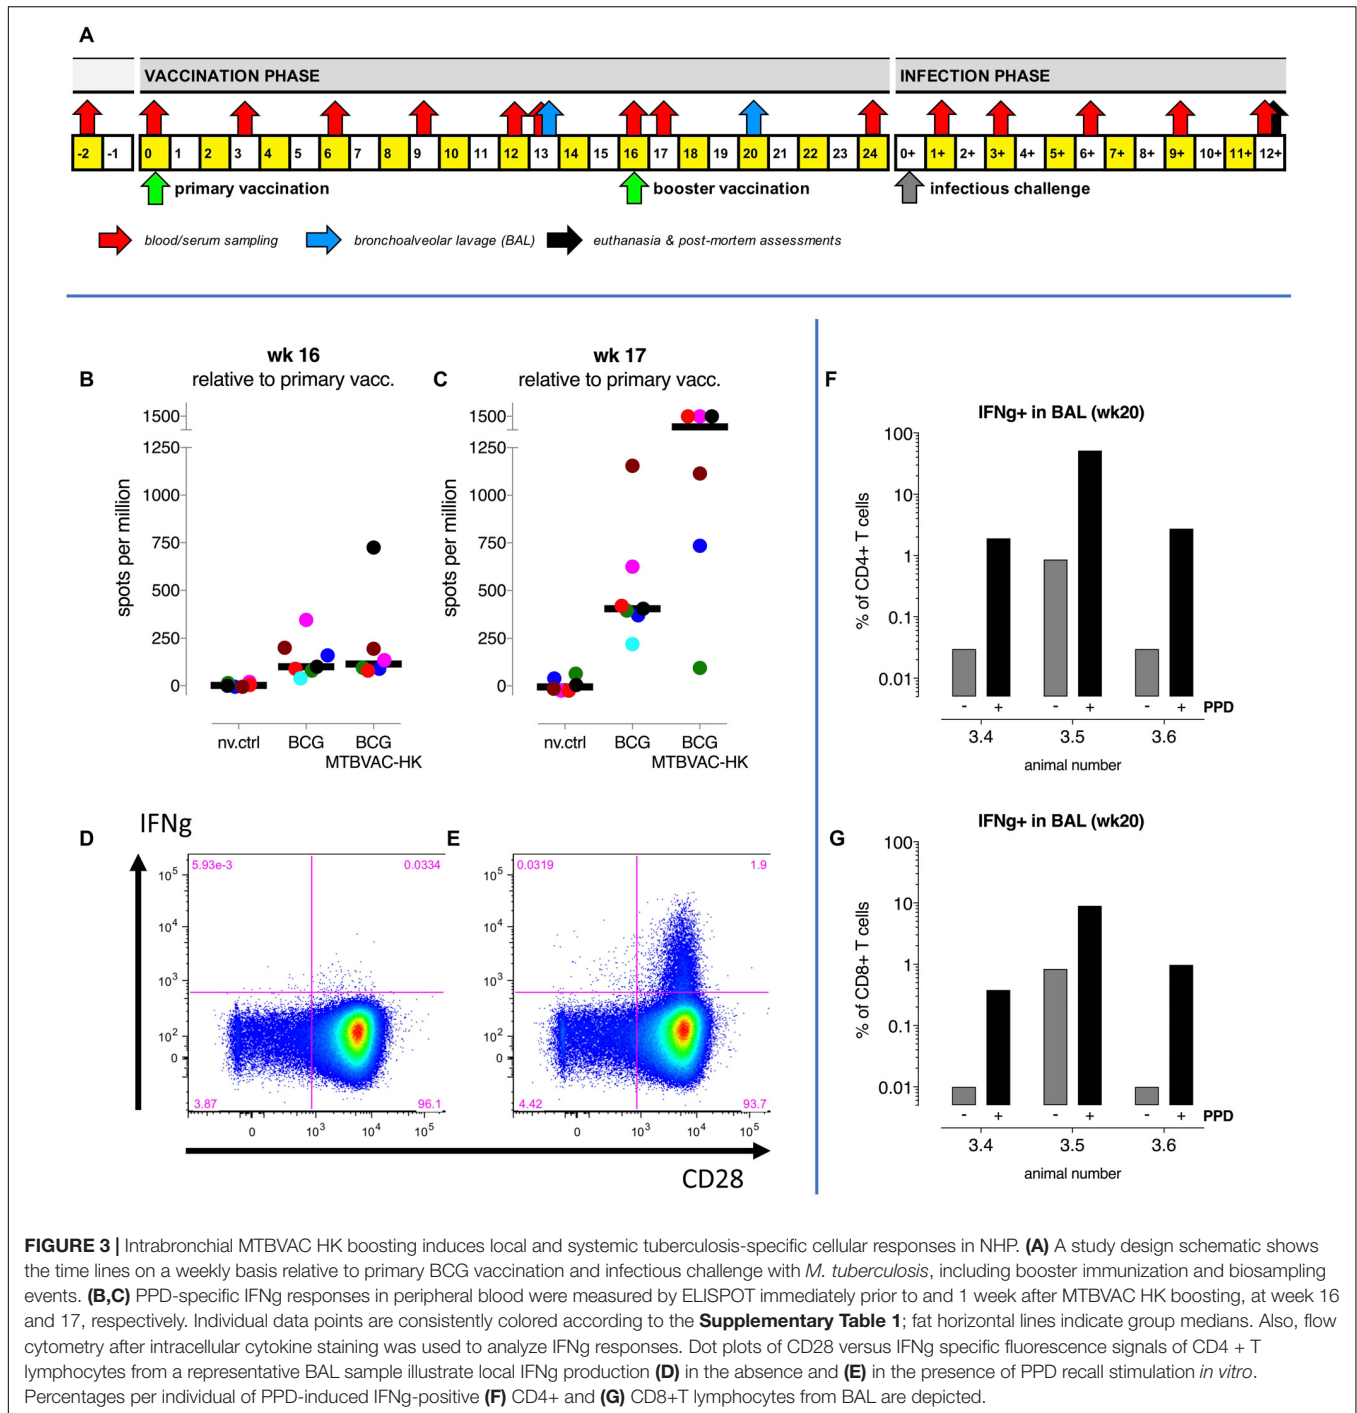 A
VACCINATION PHASE INFECTION PHASE
-2 -1 0 1 2 3 4 5 6 7 8 9 10 11 12 13 14 15 16 17 18 19 20 21 22 23 24 0+ 1+ 2+ 3+ 4+ 5+ 6+ 7+ 8+ 9+ 10+ 11+ 12+
primary vaccination booster vaccination infectious challenge
blood/serum sampling bronchoalveolar lavage (BAL) euthanasia & post-mortem assessments
B
wk 16
relative to primary vacc.
spots per million
1500
1250
1000
750
500
250
0
nv.ctrl BCG BCG
MTBVAC-HK
C
wk 17
relative to primary vacc.
spots per million
1500
1250
1000
750
500
250
0
nv.ctrl BCG BCG
MTBVAC-HK
D
IFNg
5.93e-3 0.0334
10^5
10^4
10^3
10^2
0
3.87 96.1
0 10^3 10^4 10^5
E
0.0319 1.9
10^5
10^4
10^3
10^2
0
4.42 93.7
0 10^3 10^4 10^5
CD28
F
IFNg+ in BAL (wk20)
% of CD4+ T cells
100
10
1
0.1
0.01
- + - + - + PPD
3.4 3.5 3.6
animal number
G
IFNg+ in BAL (wk20)
% of CD8+ T cells
100
10
1
0.1
0.01
- + - + - + PPD
3.4 3.5 3.6
animal number
FIGURE 3 | Intrabronchial MTBVAC HK boosting induces local and systemic tuberculosis-specific cellular responses in NHP. (A) A study design schematic shows
the time lines on a weekly basis relative to primary BCG vaccination and infectious challenge with M. tuberculosis, including booster immunization and biosampling
events. (B,C) PPD-specific IFNg responses in peripheral blood were measured by ELISPOT immediately prior to and 1 week after MTBVAC HK boosting, at week 16
and 17, respectively. Individual data points are consistently colored according to the Supplementary Table 1; fat horizontal lines indicate group medians. Also, flow
cytometry after intracellular cytokine staining was used to analyze IFNg responses. Dot plots of CD28 versus IFNg specific fluorescence signals of CD4 + T
lymphocytes from a representative BAL sample illustrate local IFNg production (D) in the absence and (E) in the presence of PPD recall stimulation in vitro.
Percentages per individual of PPD-induced IFNg-positive (F) CD4+ and (G) CD8+T lymphocytes from BAL are depicted.